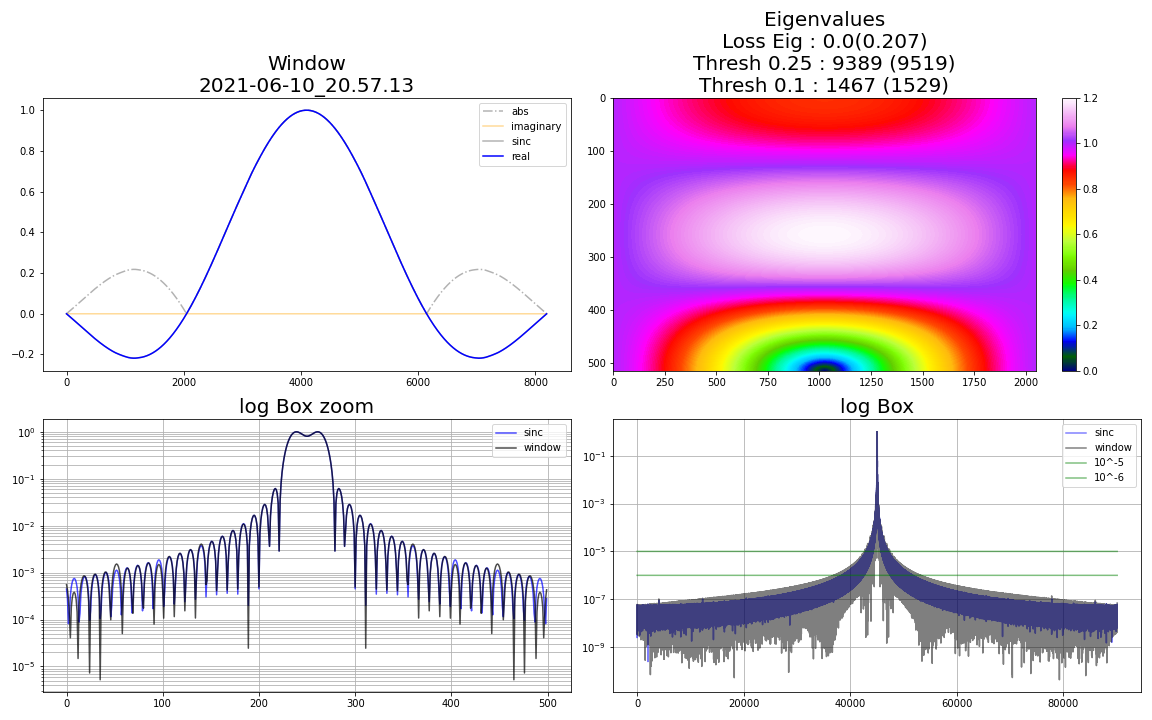 Window
2021-06-10_20.57.13
1.0
0.8
0.6
0.4
0.2
0.0
−0.2
0 2000 4000 6000 8000
abs
imaginary
sinc
real
Eigenvalues
Loss Eig : 0.0(0.207)
Thresh 0.25 : 9389 (9519)
Thresh 0.1 : 1467 (1529)
0
100
200
300
400
500
0 250 500 750 1000 1250 1500 1750 2000
1.2
1.0
0.8
0.6
0.4
0.2
0.0
log Box zoom
10⁰
10⁻¹
10⁻²
10⁻³
10⁻⁴
10⁻⁵
0 100 200 300 400 500
sinc
window
log Box
10⁻¹
10⁻³
10⁻⁵
10⁻⁷
10⁻⁹
0 20000 40000 60000 80000
sinc
window
10^-5
10^-6